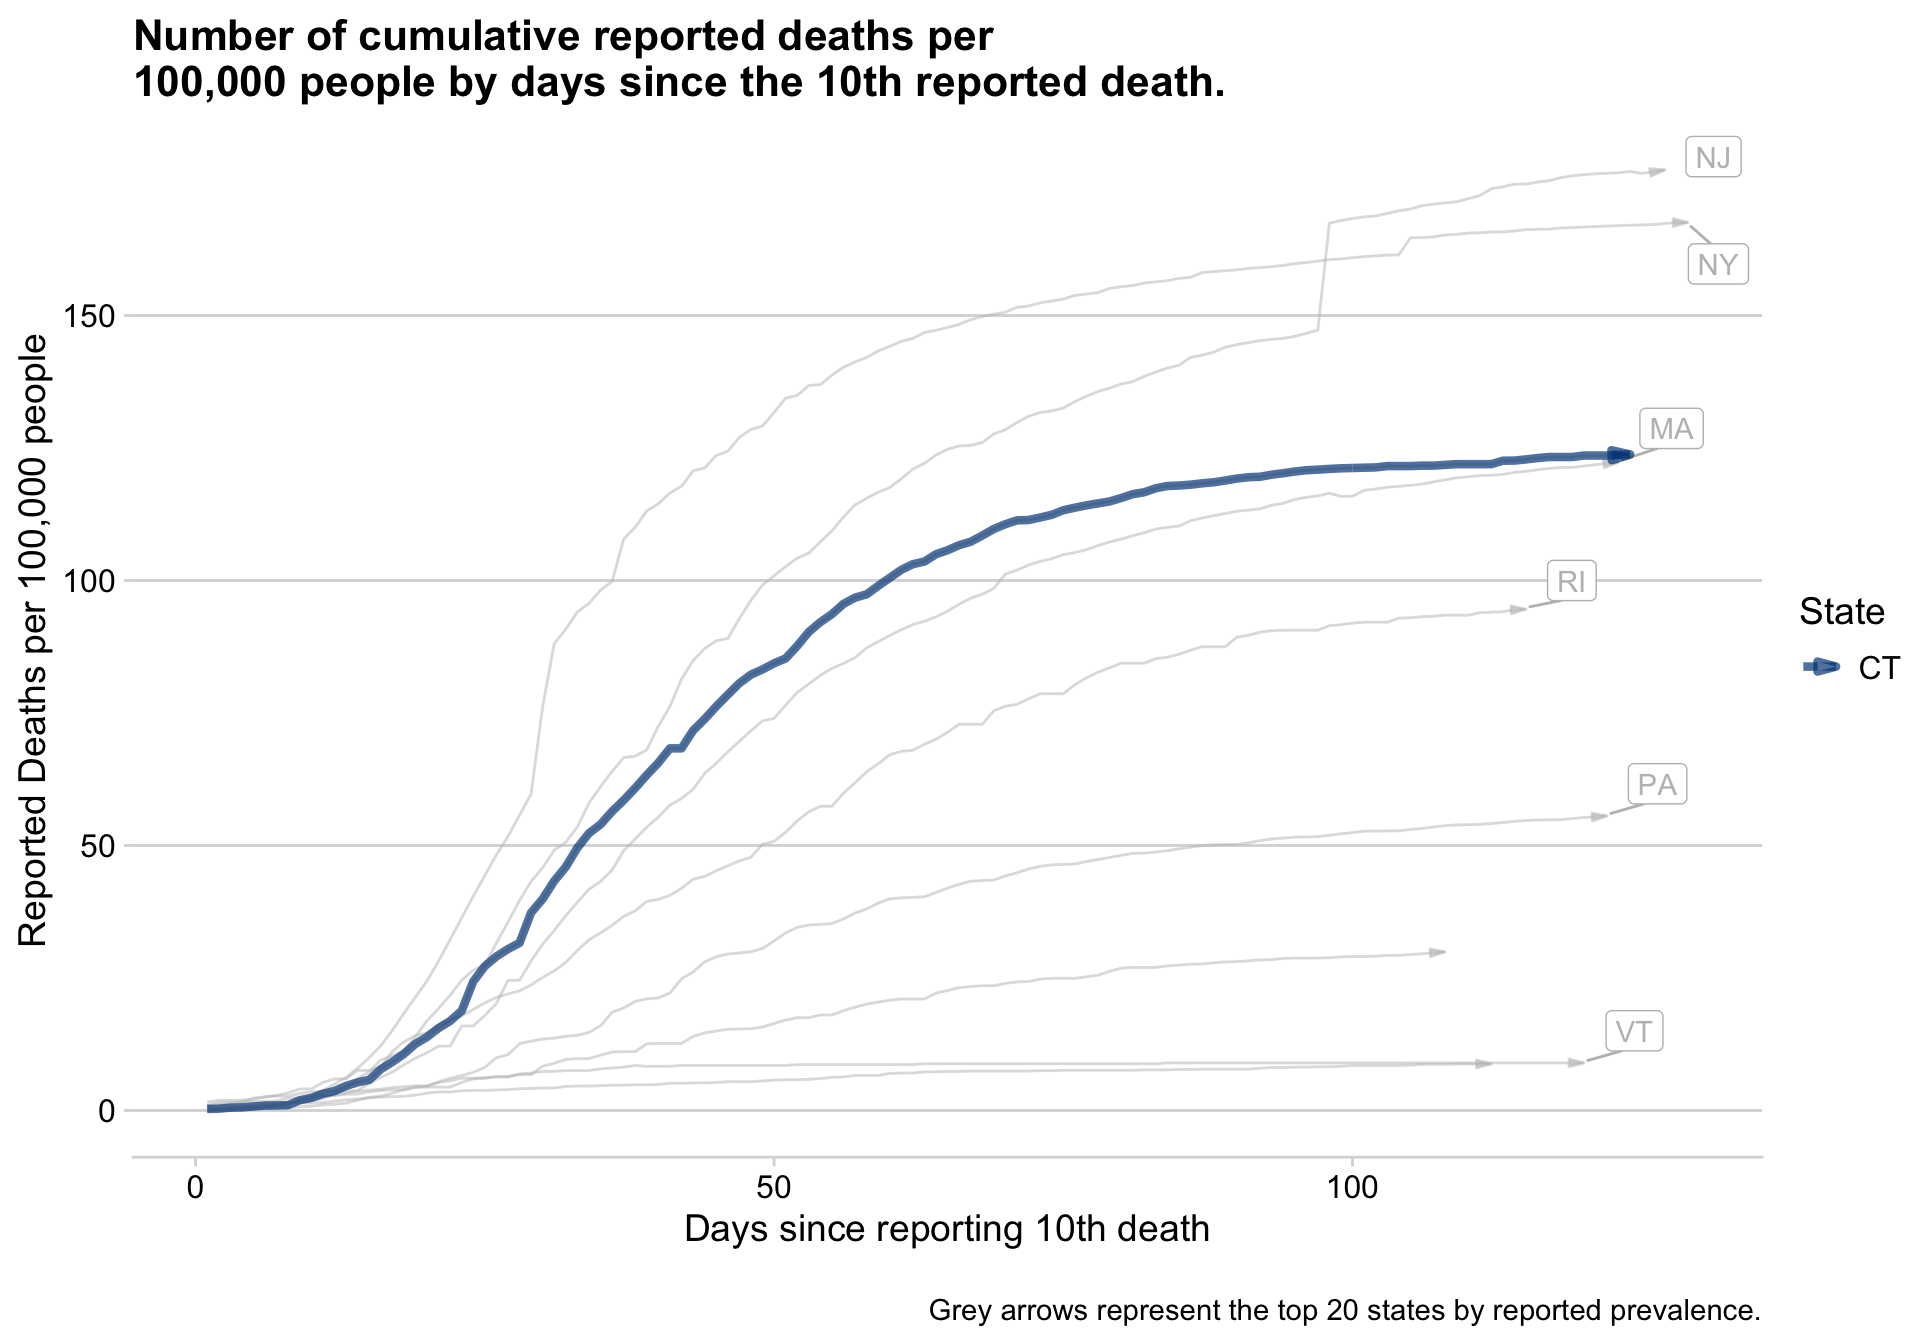 Number of cumulative reported deaths per
100,000 people by days since the 10th reported death.
NJ
NY
150
MA
100
RI
PA
50
VT
0
Reported Deaths per 100,000 people
State
CT
0
50
100
Days since reporting 10th death
Grey arrows represent the top 20 states by reported prevalence.